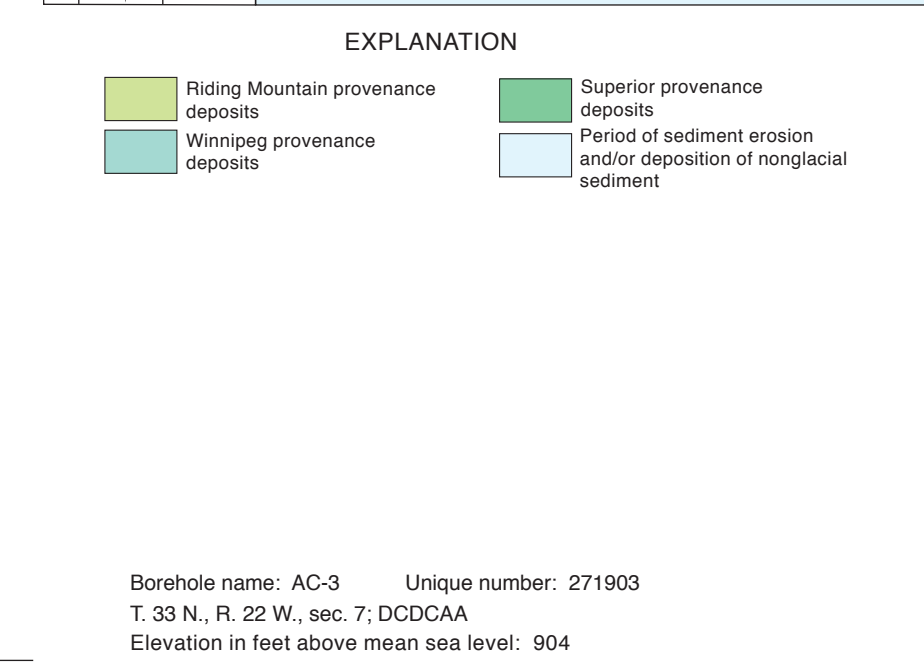 EXPLANATION
Riding Mountain provenance
deposits
Winnipeg provenance
deposits
Superior provenance
deposits
Period of sediment erosion
and/or deposition of nonglacial
sediment
Borehole name: AC-3 Unique number: 271903
T. 33 N., R. 22 W., sec. 7; DCDCAA
Elevation in feet above mean sea level: 904